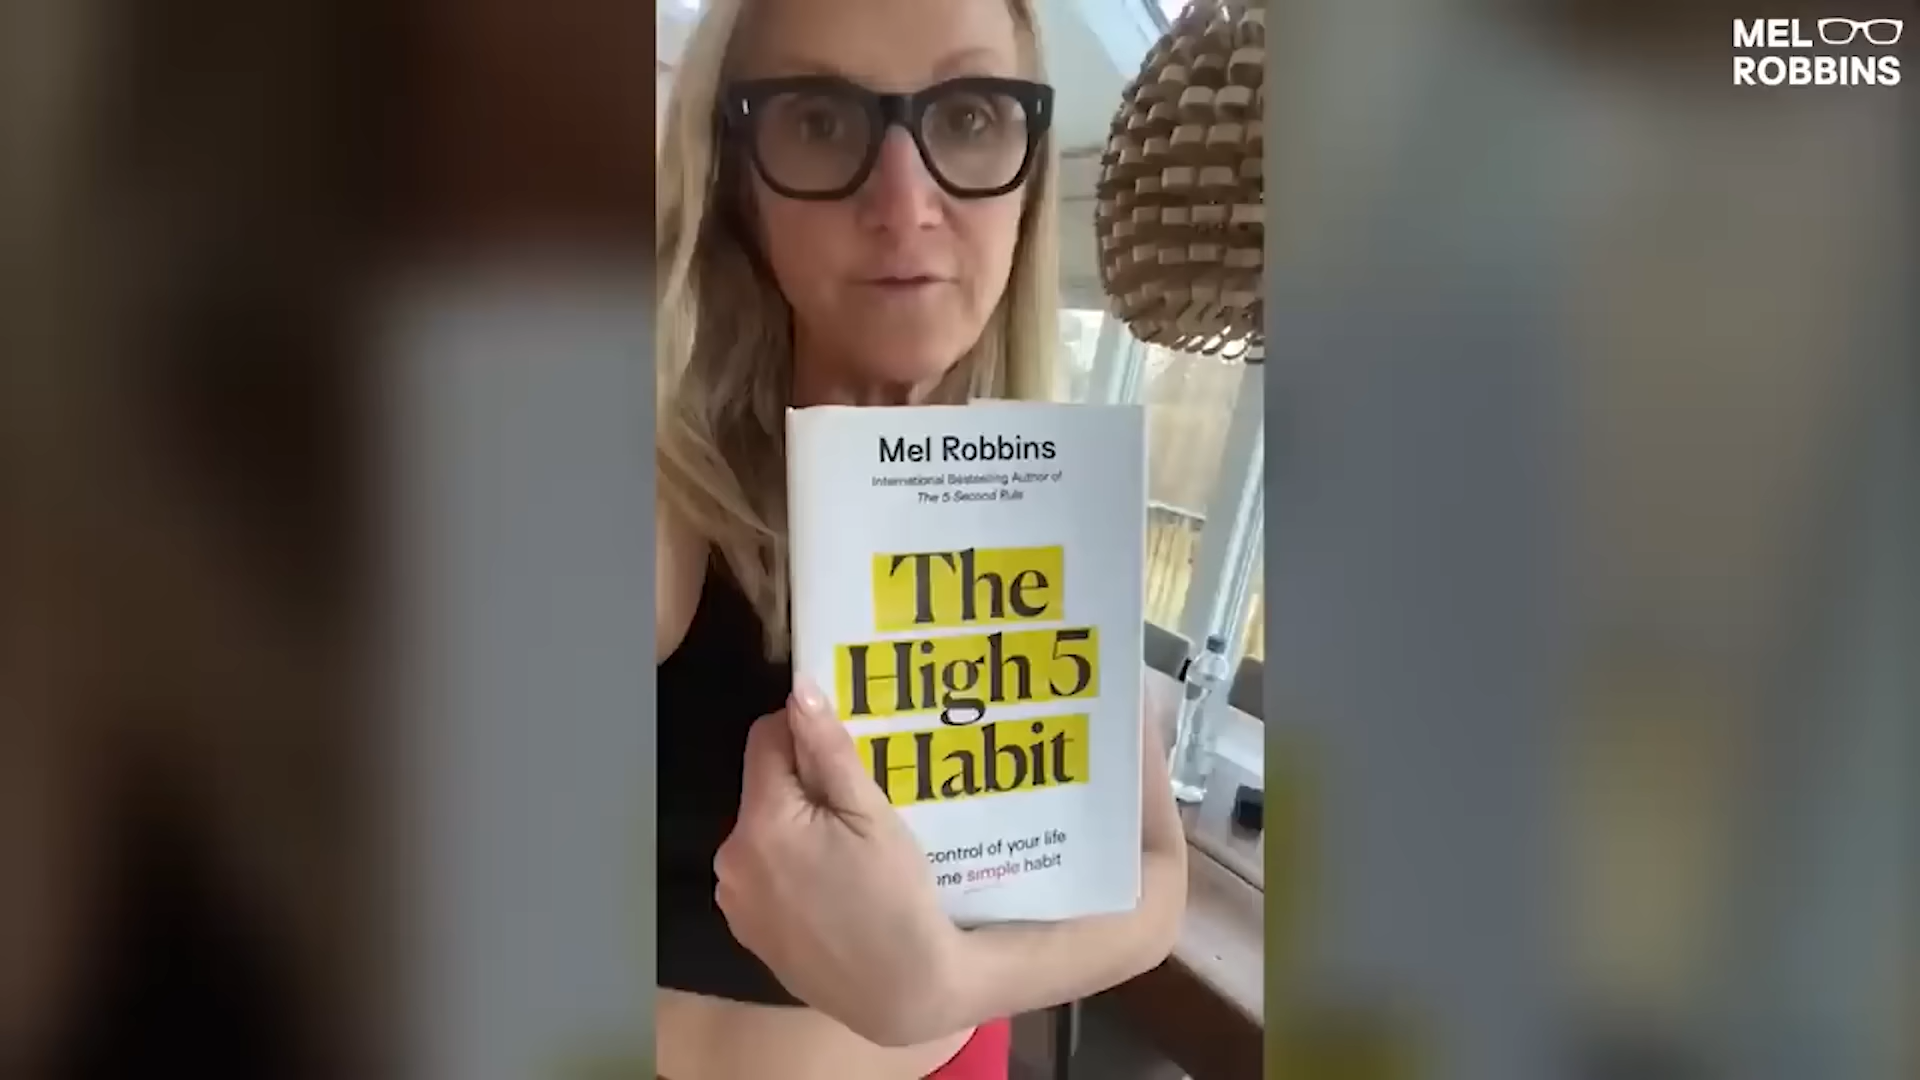 MEL
ROBBINS
Mel Robbins
International Bestselling Author of
The 5 Second Rule
The
High 5
Habit
control of your life
one simple habit